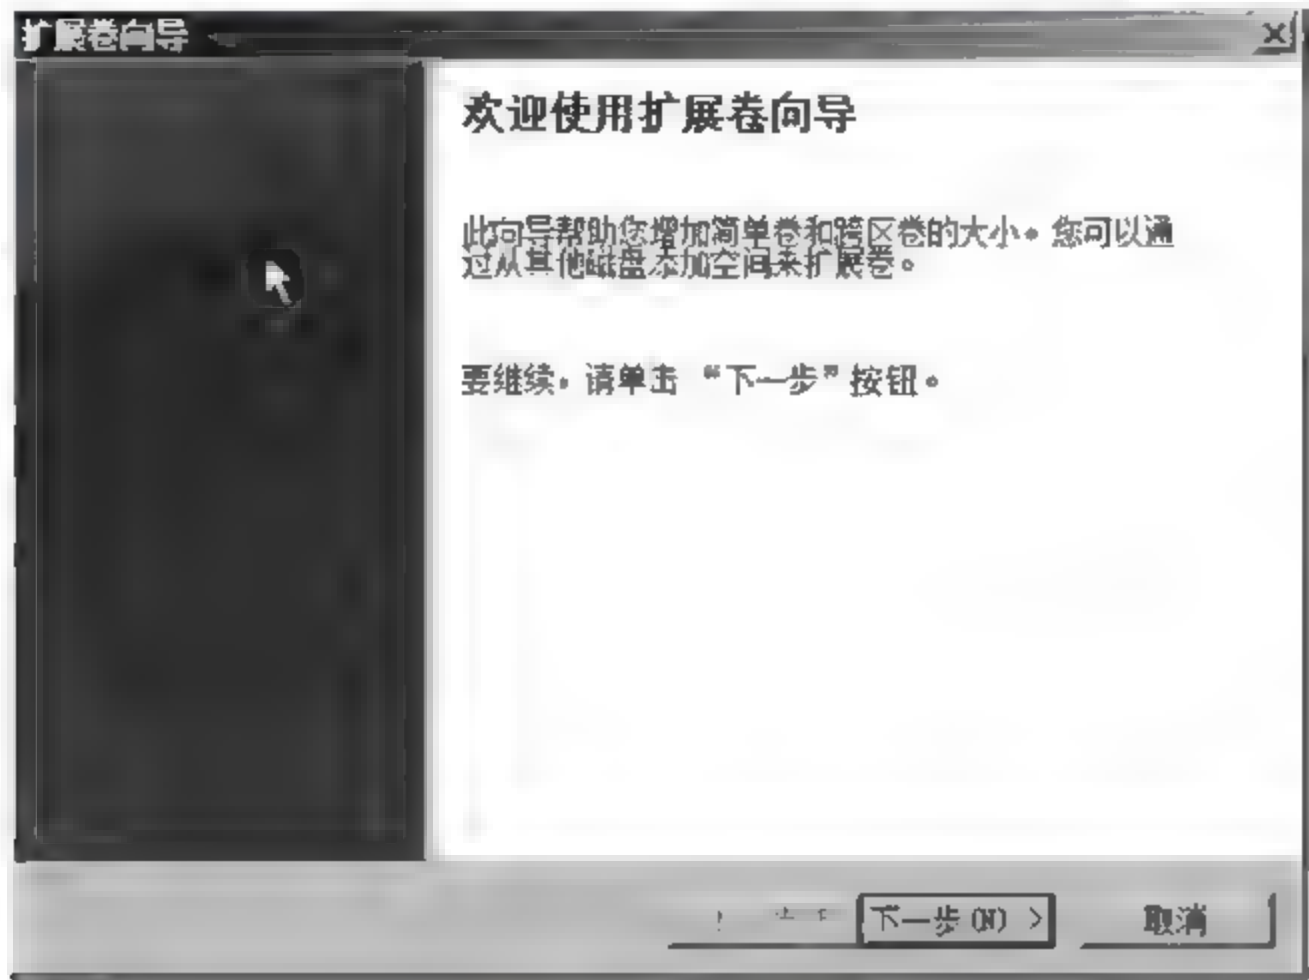 扩展卷向导
欢迎使用扩展卷向导
此向导帮助您增加简单卷和跨区卷的大小。您可以通
过从其他磁盘添加空间来扩展卷。
要继续，请单击 “下一步” 按钮。
下一步(N) >
取消